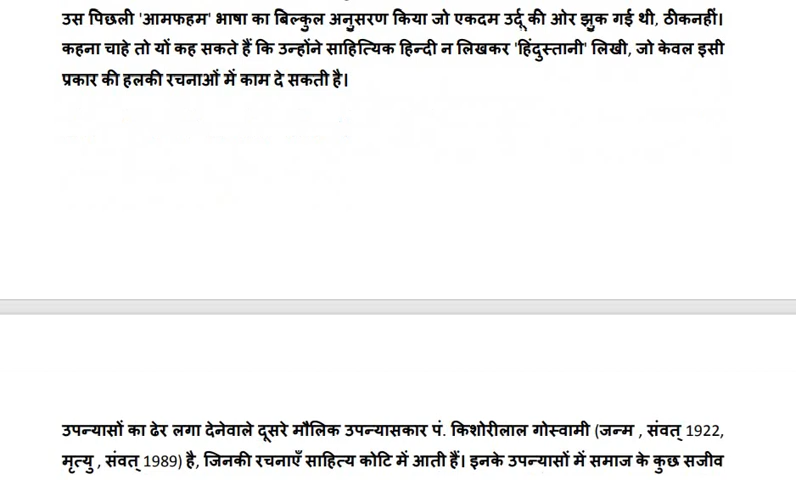 उस पिछली 'आमफहम' भाषा का बिल्कुल अनुसरण किया जो एकदम उर्दू की ओर झुक गई थी, ठीकनहीं।
कहना चाहे तो यों कह सकते हैं कि उन्होंने साहित्यिक हिन्दी न लिखकर 'हिंदुस्तानी' लिखी, जो केवल इसी
प्रकार की हलकी रचनाओं में काम दे सकती है।
उपन्यासों का ढेर लगा देनेवाले दूसरे मौलिक उपन्यासकार पं. किशोरीलाल गोस्वामी (जन्म , संवत् 1922,
मृत्यु , संवत् 1989) है, जिनकी रचनाएँ साहित्य कोटि में आती हैं। इनके उपन्यासों में समाज के कुछ सजीव